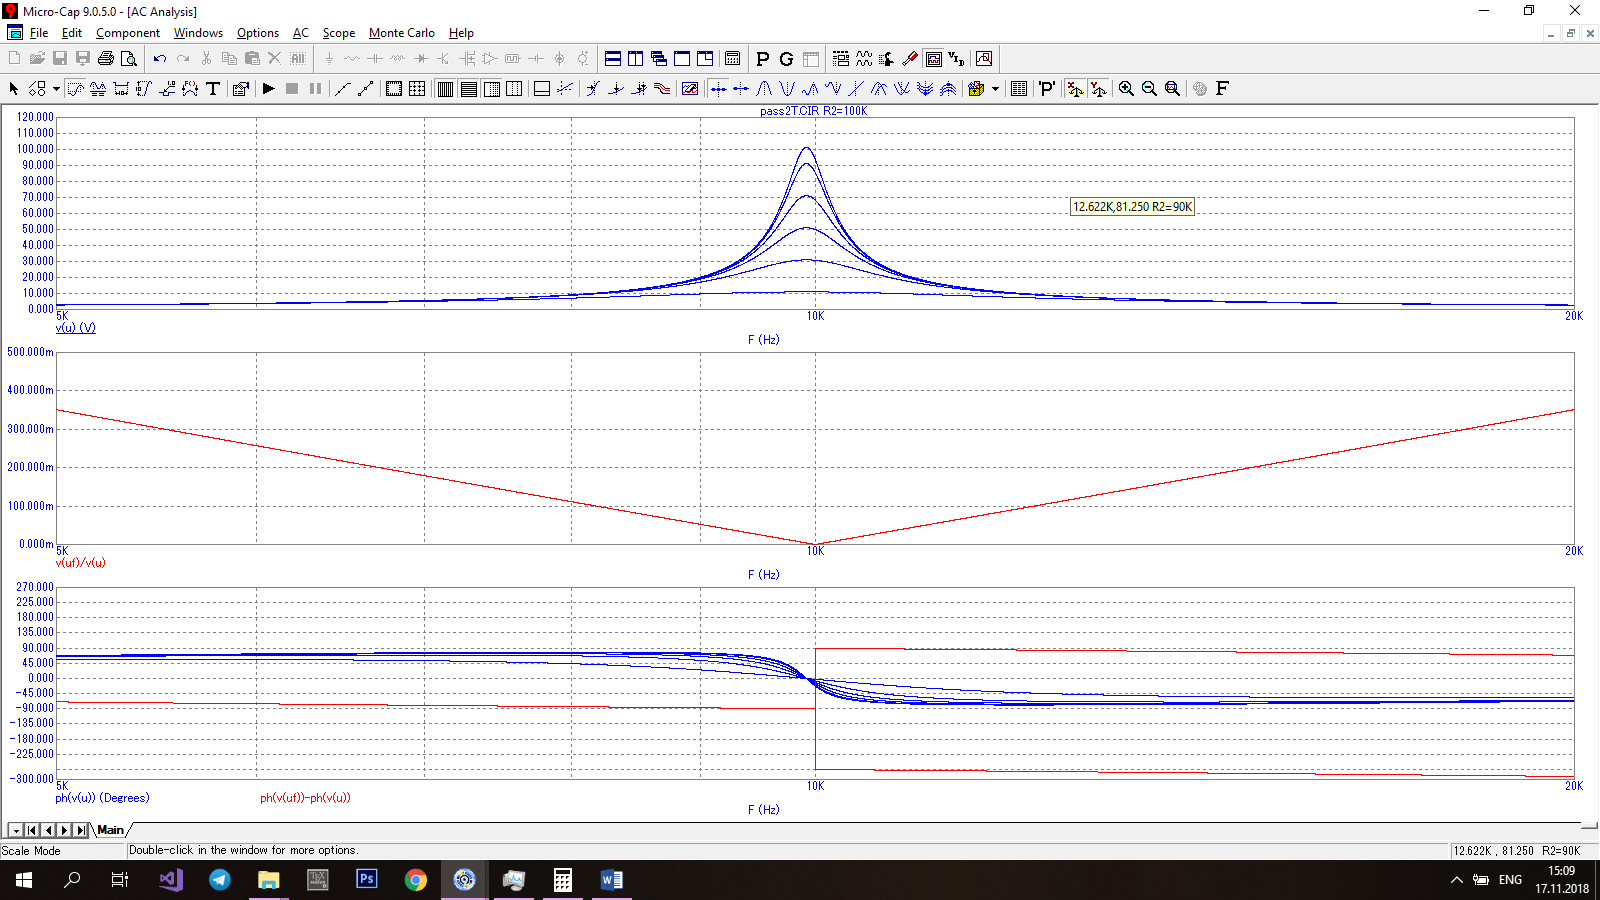 Micro-Cap 9.0.5.0 - [AC Analysis]
File Edit Component Windows Options AC Scope Monte Carlo Help
P G
T 'P' F
pass2T.CIR R2=100K
120.000
110.000
100.000
90.000
80.000
70.000
60.000
50.000
40.000
30.000
20.000
10.000
0.000
12.622K,81.250 R2=90K
5K 10K 20K
v(u) (V)
F (Hz)
500.000m
400.000m
300.000m
200.000m
100.000m
0.000m
5K 10K 20K
v(uf)/v(u)
F (Hz)
270.000
225.000
180.000
135.000
90.000
45.000
0.000
-45.000
-90.000
-135.000
-180.000
-225.000
-300.000
5K 10K 20K
ph(v(u)) (Degrees) ph(v(uf))-ph(v(u))
F (Hz)
Main
Scale Mode Double-click in the window for more options. 12.622K , 81.250 R2=90K
ENG
15:09
17.11.2018